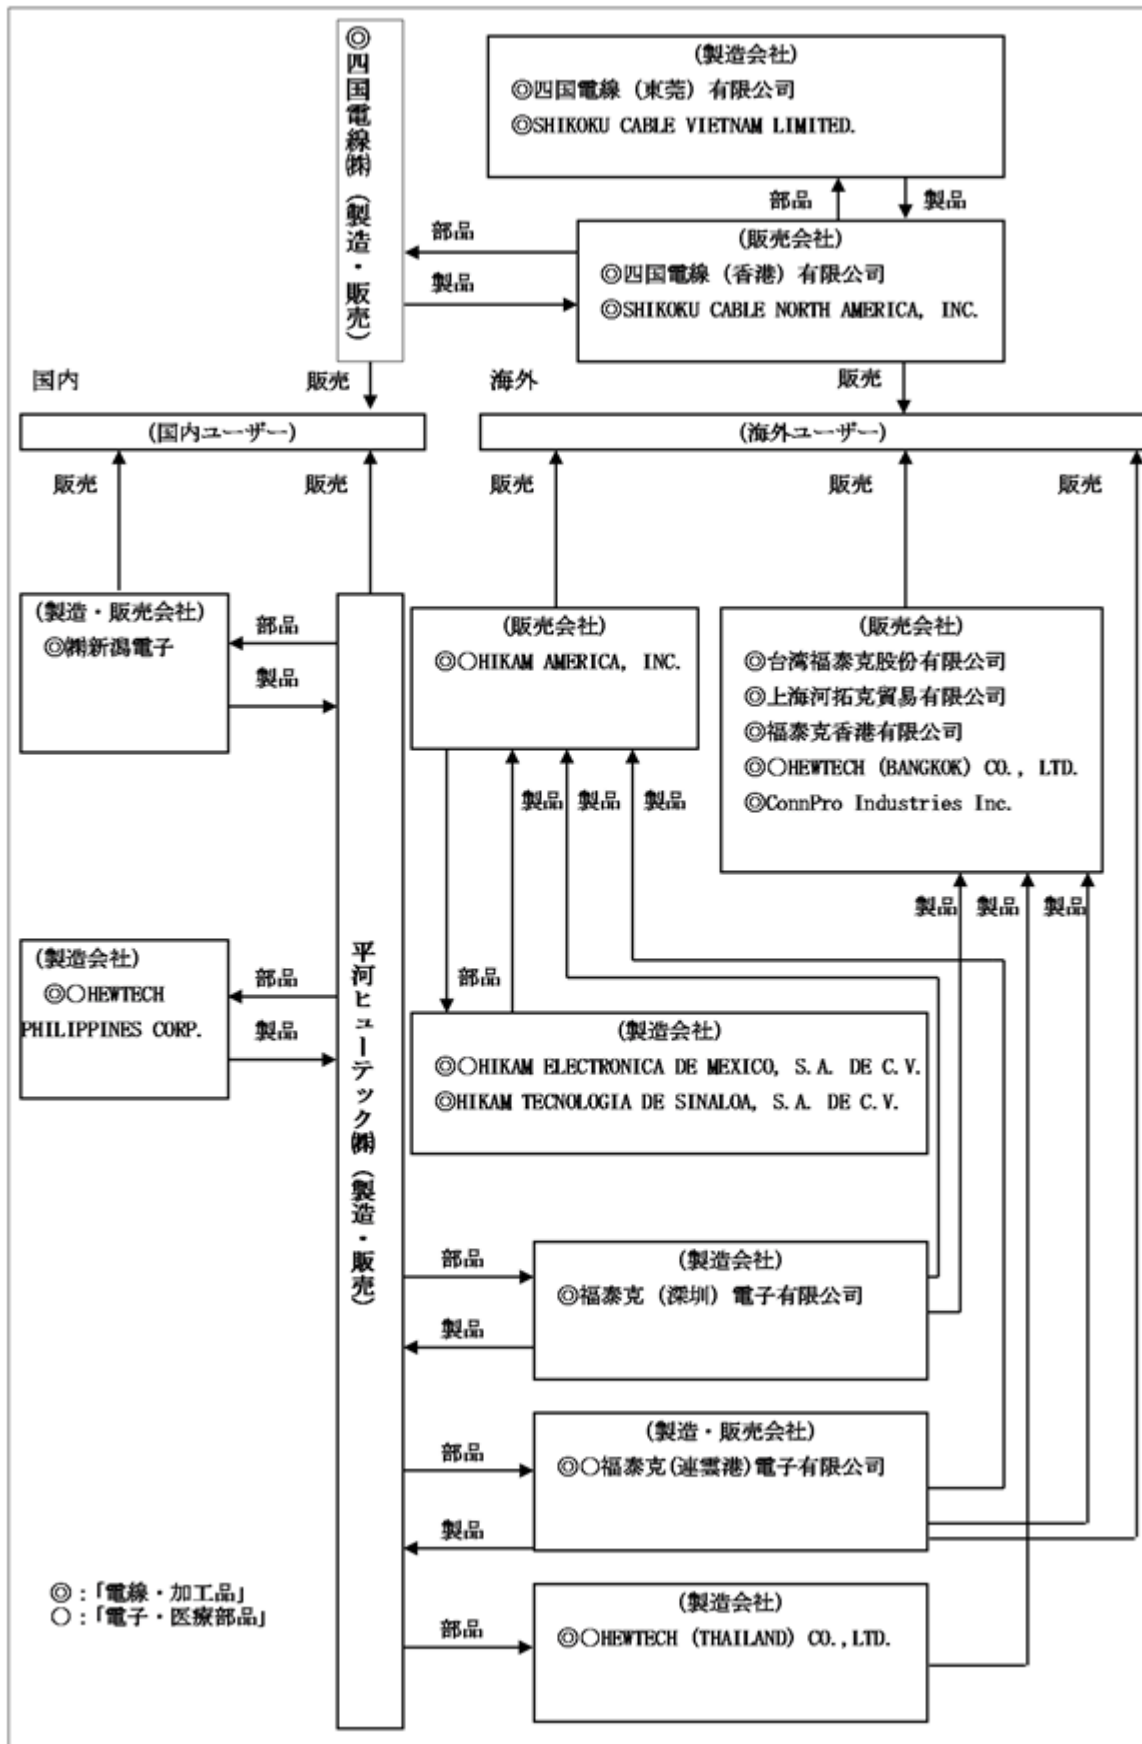 ◎四国電線㈱（製造・販売）
(製造会社)
◎四国電線（東莞）有限公司
◎SHIKOKU CABLE VIETNAM LIMITED.
部品
製品
(販売会社)
◎四国電線（香港）有限公司
◎SHIKOKU CABLE NORTH AMERICA, INC.
部品
製品
国内
販売
海外
販売
(国内ユーザー)
(海外ユーザー)
販売
販売
販売
販売
販売
(製造・販売会社)
◎㈱新潟電子
部品
製品
(販売会社)
◎○HIKAM AMERICA, INC.
(販売会社)
◎台湾福泰克股份有限公司
◎上海河拓克貿易有限公司
◎福泰克香港有限公司
◎○HEWTECH (BANGKOK) CO., LTD.
◎ConnPro Industries Inc.
製品
製品
製品
製品
製品
製品
(製造会社)
◎○HEWTECH
PHILIPPINES CORP.
部品
製品
平河ヒューテック㈱（製造・販売）
部品
(製造会社)
◎○HIKAM ELECTRONICA DE MEXICO, S.A. DE C.V.
◎HIKAM TECNOLOGIA DE SINALOA, S.A. DE C.V.
部品
製品
(製造会社)
◎福泰克（深圳）電子有限公司
部品
製品
(製造・販売会社)
◎○福泰克(連雲港)電子有限公司
部品
(製造会社)
◎○HEWTECH (THAILAND) CO.,LTD.
◎：「電線・加工品」
○：「電子・医療部品」